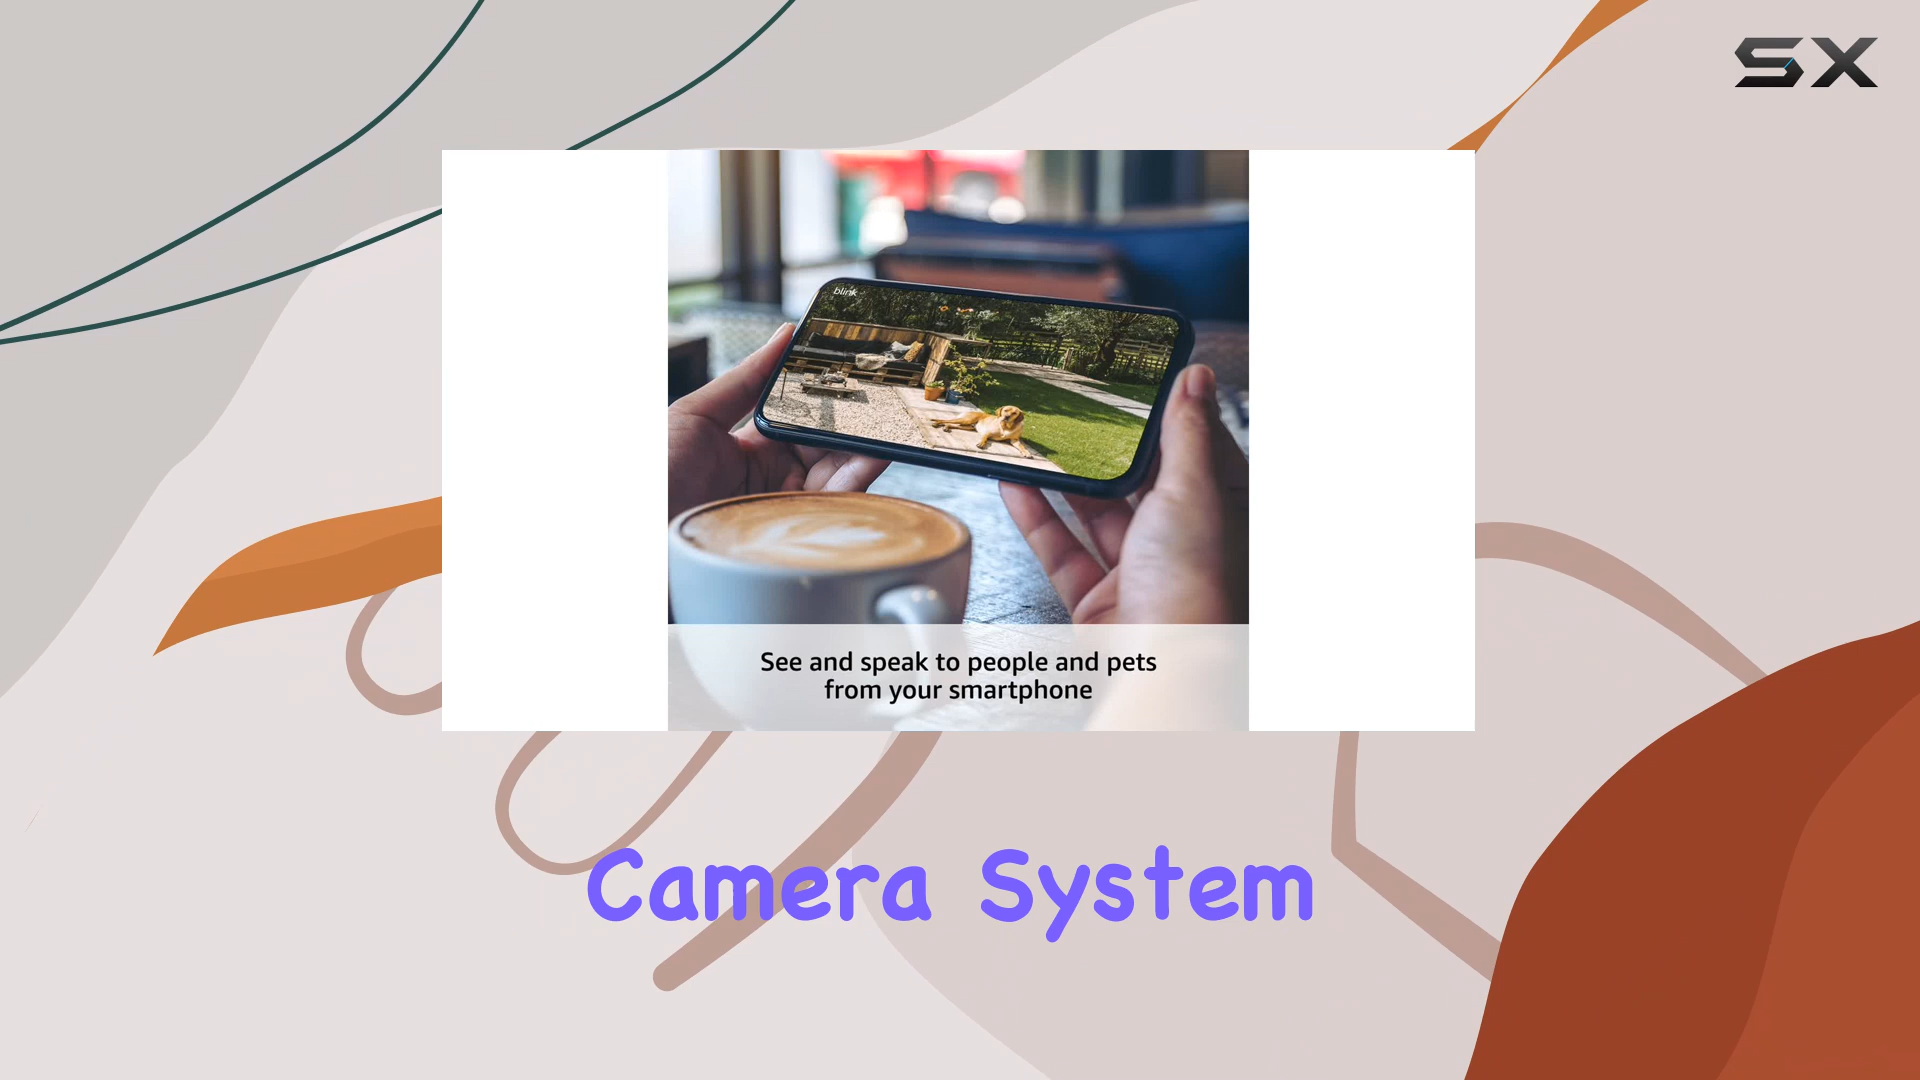 SX
blink
See and speak to people and pets
from your smartphone
Camera System